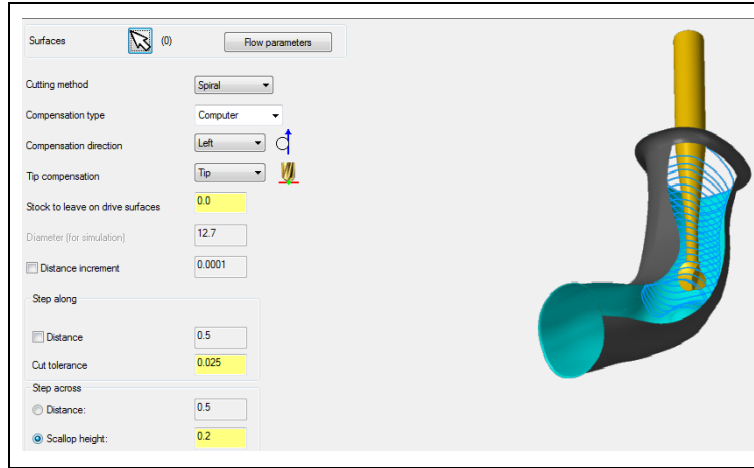 Surfaces (0) Flow parameters
Cutting method Spiral
Compensation type Computer
Compensation direction Left
Tip compensation Tip
Stock to leave on drive surfaces 0.0
Diameter (for simulation) 12.7
Distance increment 0.0001
Step along
Distance 0.5
Cut tolerance 0.025
Step across
Distance: 0.5
Scallop height: 0.2